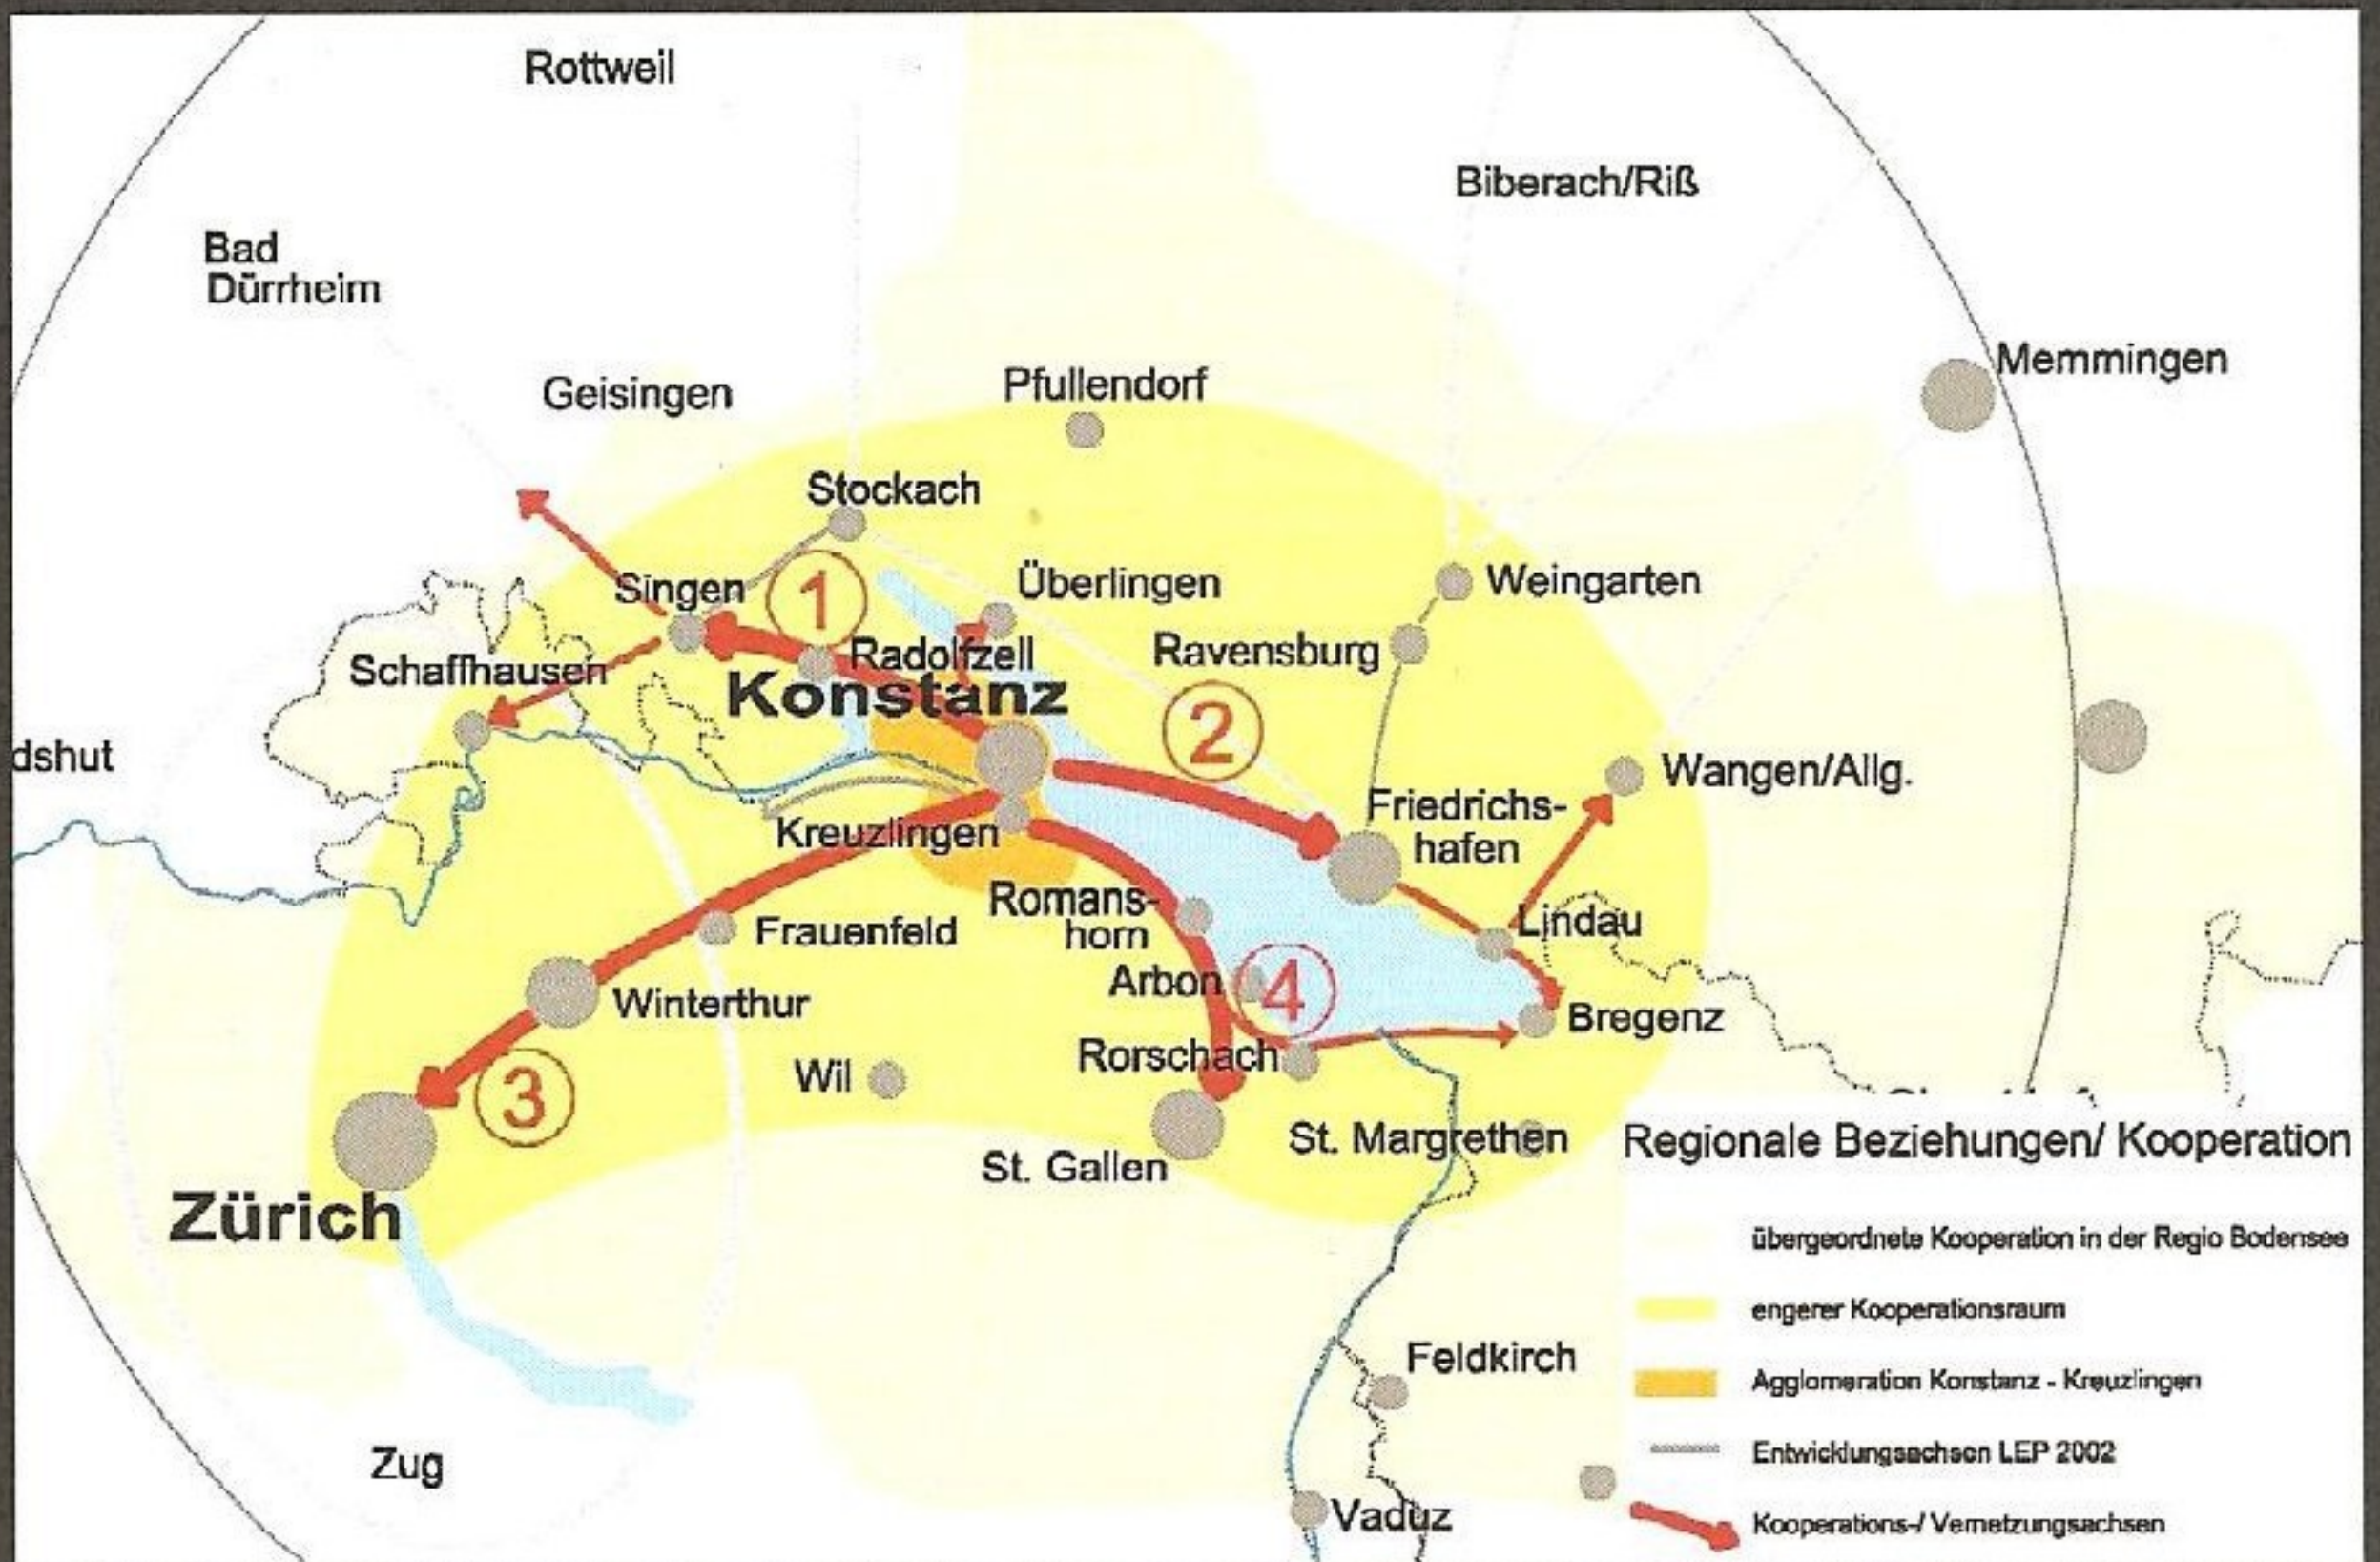 Rottweil
Biberach/Riß
Bad
Dürrheim
Memmingen
Geisingen
Pfullendorf
Stockach
Singen
1
Überlingen
Weingarten
Schaffhausen
Radolfzell
Ravensburg
Konstanz
2
dshut
Wangen/Allg.
Friedrichs-
hafen
Kreuzlingen
Romans-
horn
Frauenfeld
Lindau
Arbon
4
Winterthur
Bregenz
Rorschach
Wil
3
St. Gallen
St. Margrethen
Zürich
Feldkirch
Zug
Vaduz
Regionale Beziehungen/ Kooperation
übergeordnete Kooperation in der Regio Bodensee
engerer Kooperationsraum
Agglomeration Konstanz - Kreuzlingen
Entwicklungsachsen LEP 2002
Kooperations-/ Vernetzungsachsen